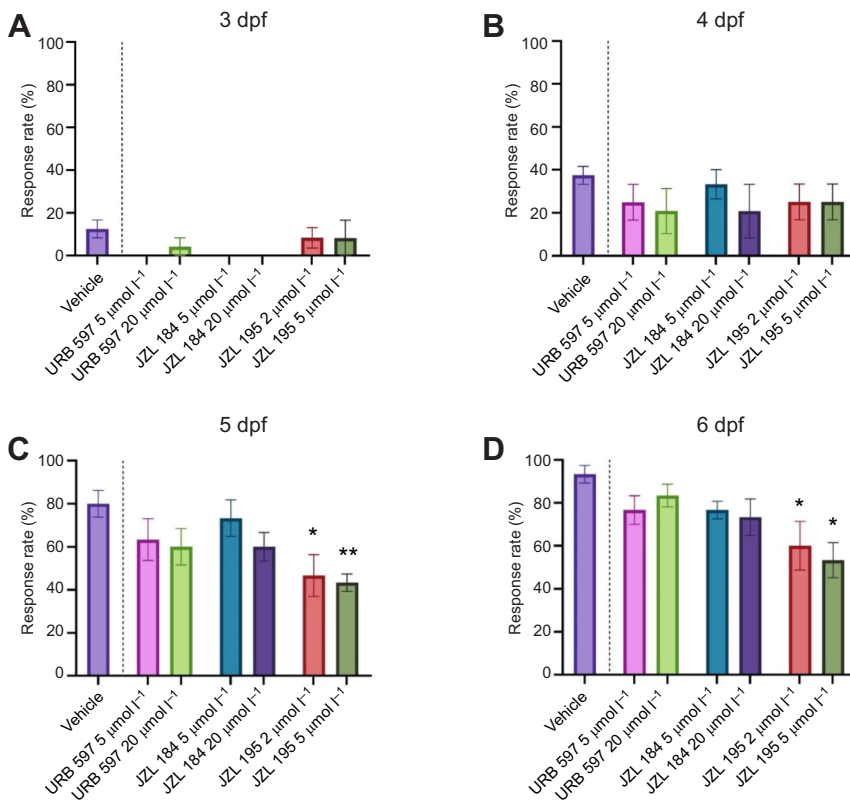 A
3 dpf
Response rate (%)
100
80
60
40
20
0
Vehicle
URB 597 5 μmol l⁻¹
URB 597 20 μmol l⁻¹
JZL 184 5 μmol l⁻¹
JZL 184 20 μmol l⁻¹
JZL 195 2 μmol l⁻¹
JZL 195 5 μmol l⁻¹
B
4 dpf
Response rate (%)
100
80
60
40
20
0
Vehicle
URB 597 5 μmol l⁻¹
URB 597 20 μmol l⁻¹
JZL 184 5 μmol l⁻¹
JZL 184 20 μmol l⁻¹
JZL 195 2 μmol l⁻¹
JZL 195 5 μmol l⁻¹
C
5 dpf
Response rate (%)
100
80
60
40
20
0
*
**
Vehicle
URB 597 5 μmol l⁻¹
URB 597 20 μmol l⁻¹
JZL 184 5 μmol l⁻¹
JZL 184 20 μmol l⁻¹
JZL 195 2 μmol l⁻¹
JZL 195 5 μmol l⁻¹
D
6 dpf
Response rate (%)
100
80
60
40
20
0
*
*
Vehicle
URB 597 5 μmol l⁻¹
URB 597 20 μmol l⁻¹
JZL 184 5 μmol l⁻¹
JZL 184 20 μmol l⁻¹
JZL 195 2 μmol l⁻¹
JZL 195 5 μmol l⁻¹